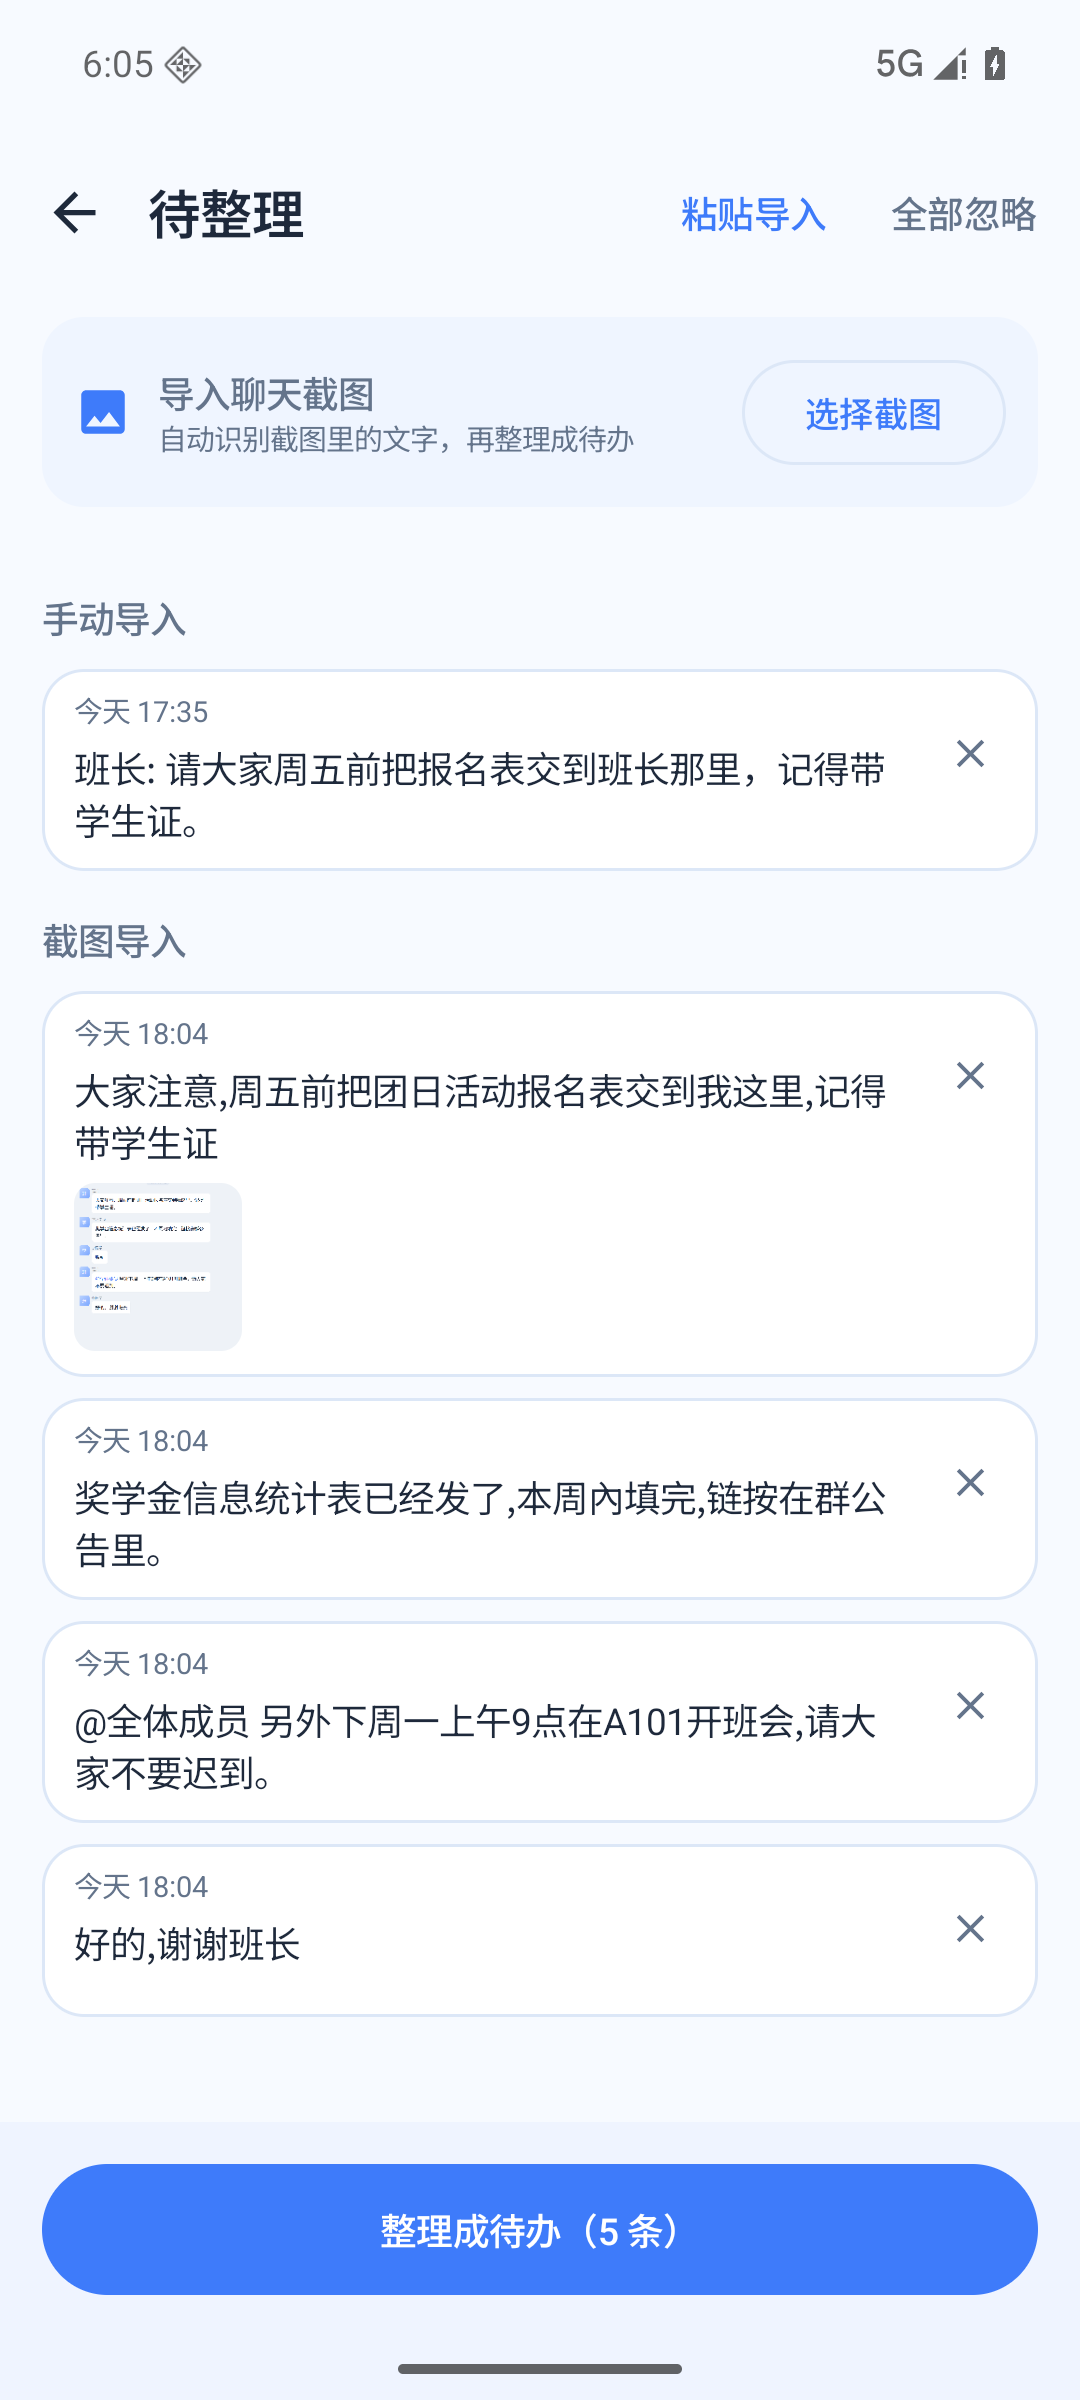 6:05
5G
待整理
粘贴导入
全部忽略
导入聊天截图
自动识别截图里的文字，再整理成待办
选择截图
手动导入
今天 17:35
班长: 请大家周五前把报名表交到班长那里，记得带
学生证。
截图导入
今天 18:04
大家注意,周五前把团日活动报名表交到我这里,记得
带学生证
今天 18:04
奖学金信息统计表已经发了,本周内填完,链按在群公
告里。
今天 18:04
@全体成员 另外下周一上午9点在A101开班会,请大
家不要迟到。
今天 18:04
好的,谢谢班长
整理成待办（5 条）